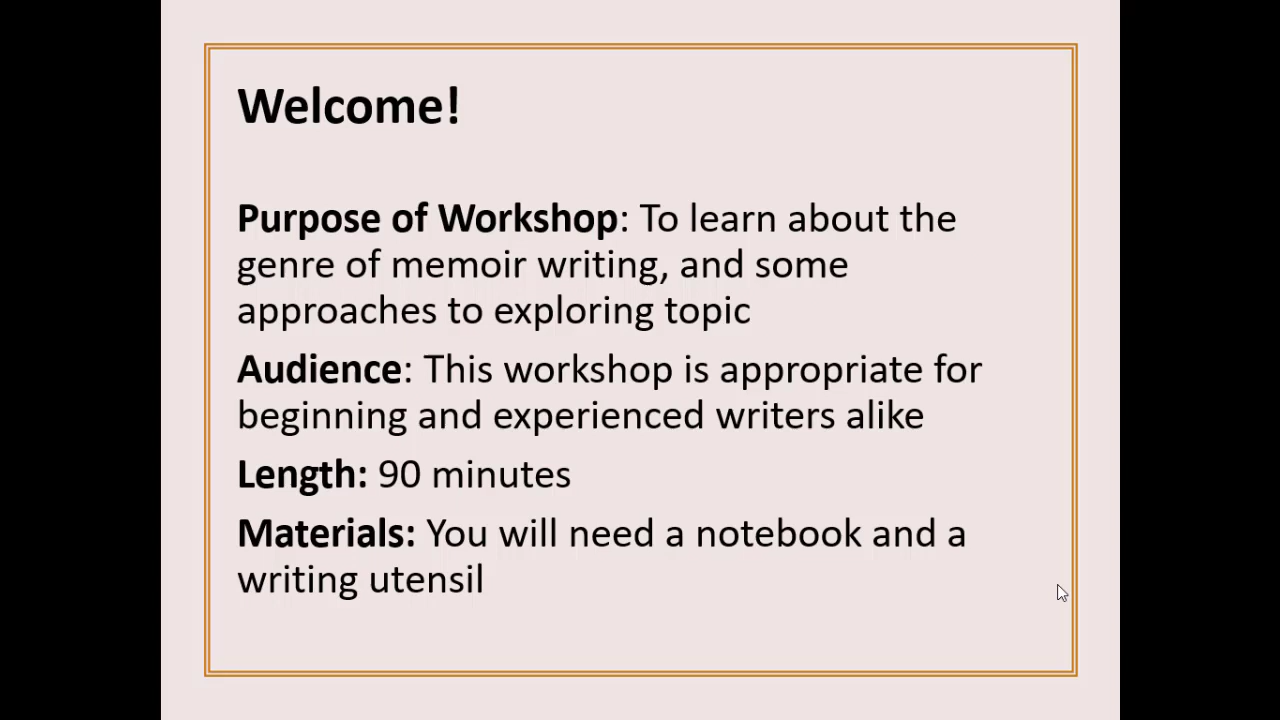 Welcome!
Purpose of Workshop: To learn about the
genre of memoir writing, and some
approaches to exploring topic
Audience: This workshop is appropriate for
beginning and experienced writers alike
Length: 90 minutes
Materials: You will need a notebook and a
writing utensil